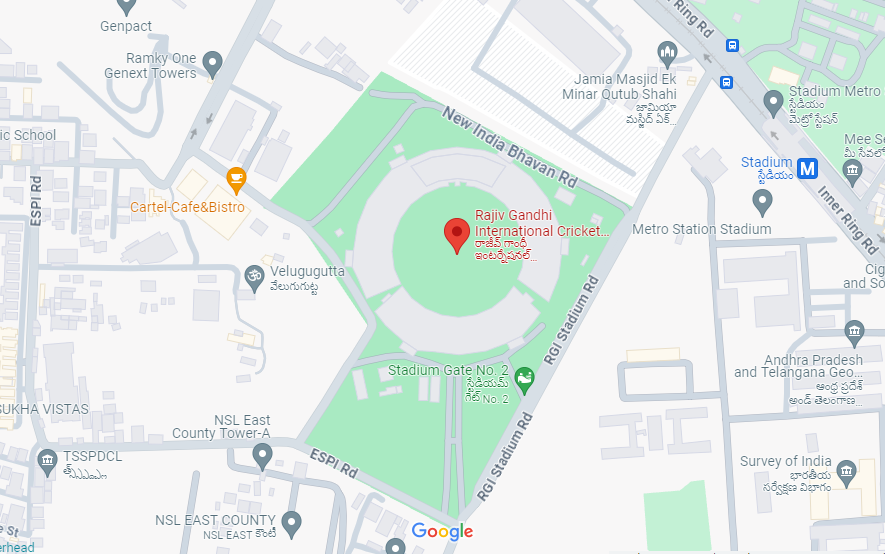 Genpact
Ramky One
Genext Towers
ic School
ESPI Rd
Cartel-Cafe&Bistro
New India Bhavan Rd
ner Ring Rd
Jamia Masjid Ek
Minar Qutub Shahi
జామియా
మస్జిద్ ఏక్...
Stadium Metro
స్టేడియం
మెట్రో స్టేషన్
Mee Se
మీ సేవలో
Stadium
స్టేడియం
M
Inner Ring Rd
Metro Station Stadium
Rajiv Gandhi
International Cricket...
రాజీవ్ గాంధీ
ఇంటర్నేషనల్...
Velugugutta
వేలుగుగుట్ట
RGI Stadium Rd
Cig
and So
Stadium Gate No. 2
స్టేడియమ్
గేట్ No. 2
Andhra Pradesh
and Telangana Geo...
ఆంధ్ర ప్రదేశ్
అండ్ తెలంగాణ...
SUKHA VISTAS
NSL East
County Tower-A
TSSPDCL
ESPI Rd
RGI Stadium Rd
Survey of India
భారతీయ
సర్వేక్షణ విభాగం
NSL EAST COUNTY
NSL EAST కౌంటీ
e St
erhead
Google